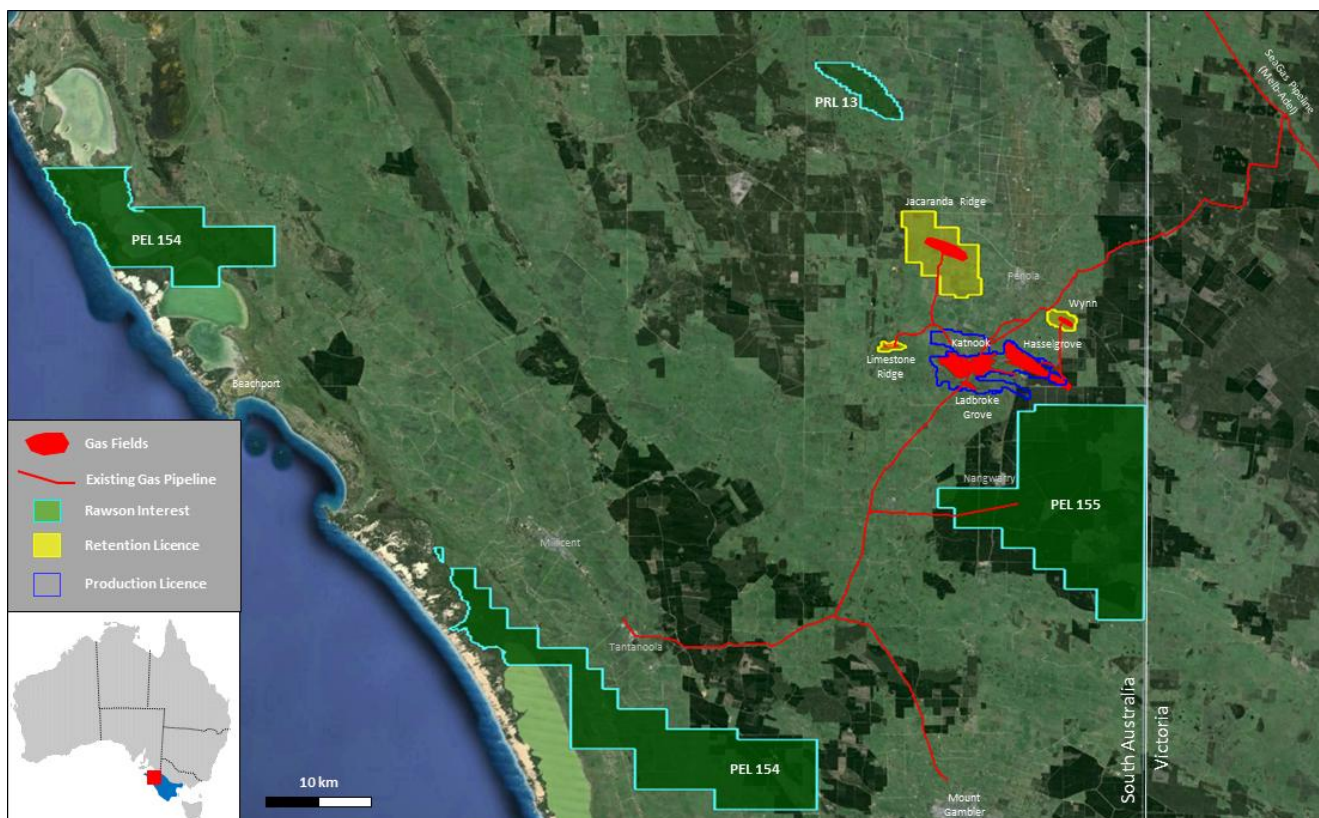 SeaGas Pipeline
(Melb-Adel)
PRL 13
Jacaranda Ridge
PEL 154
Penola
Wynn
Katnook
Hasselgrove
Limestone
Ridge
Beachport
Ladbroke
Grove
Gas Fields
Existing Gas Pipeline
Rawson Interest
Retention Licence
Production Licence
Nangwarry
PEL 155
Millicent
Tantanoola
South Australia
Victoria
PEL 154
10 km
Mount
Gambler